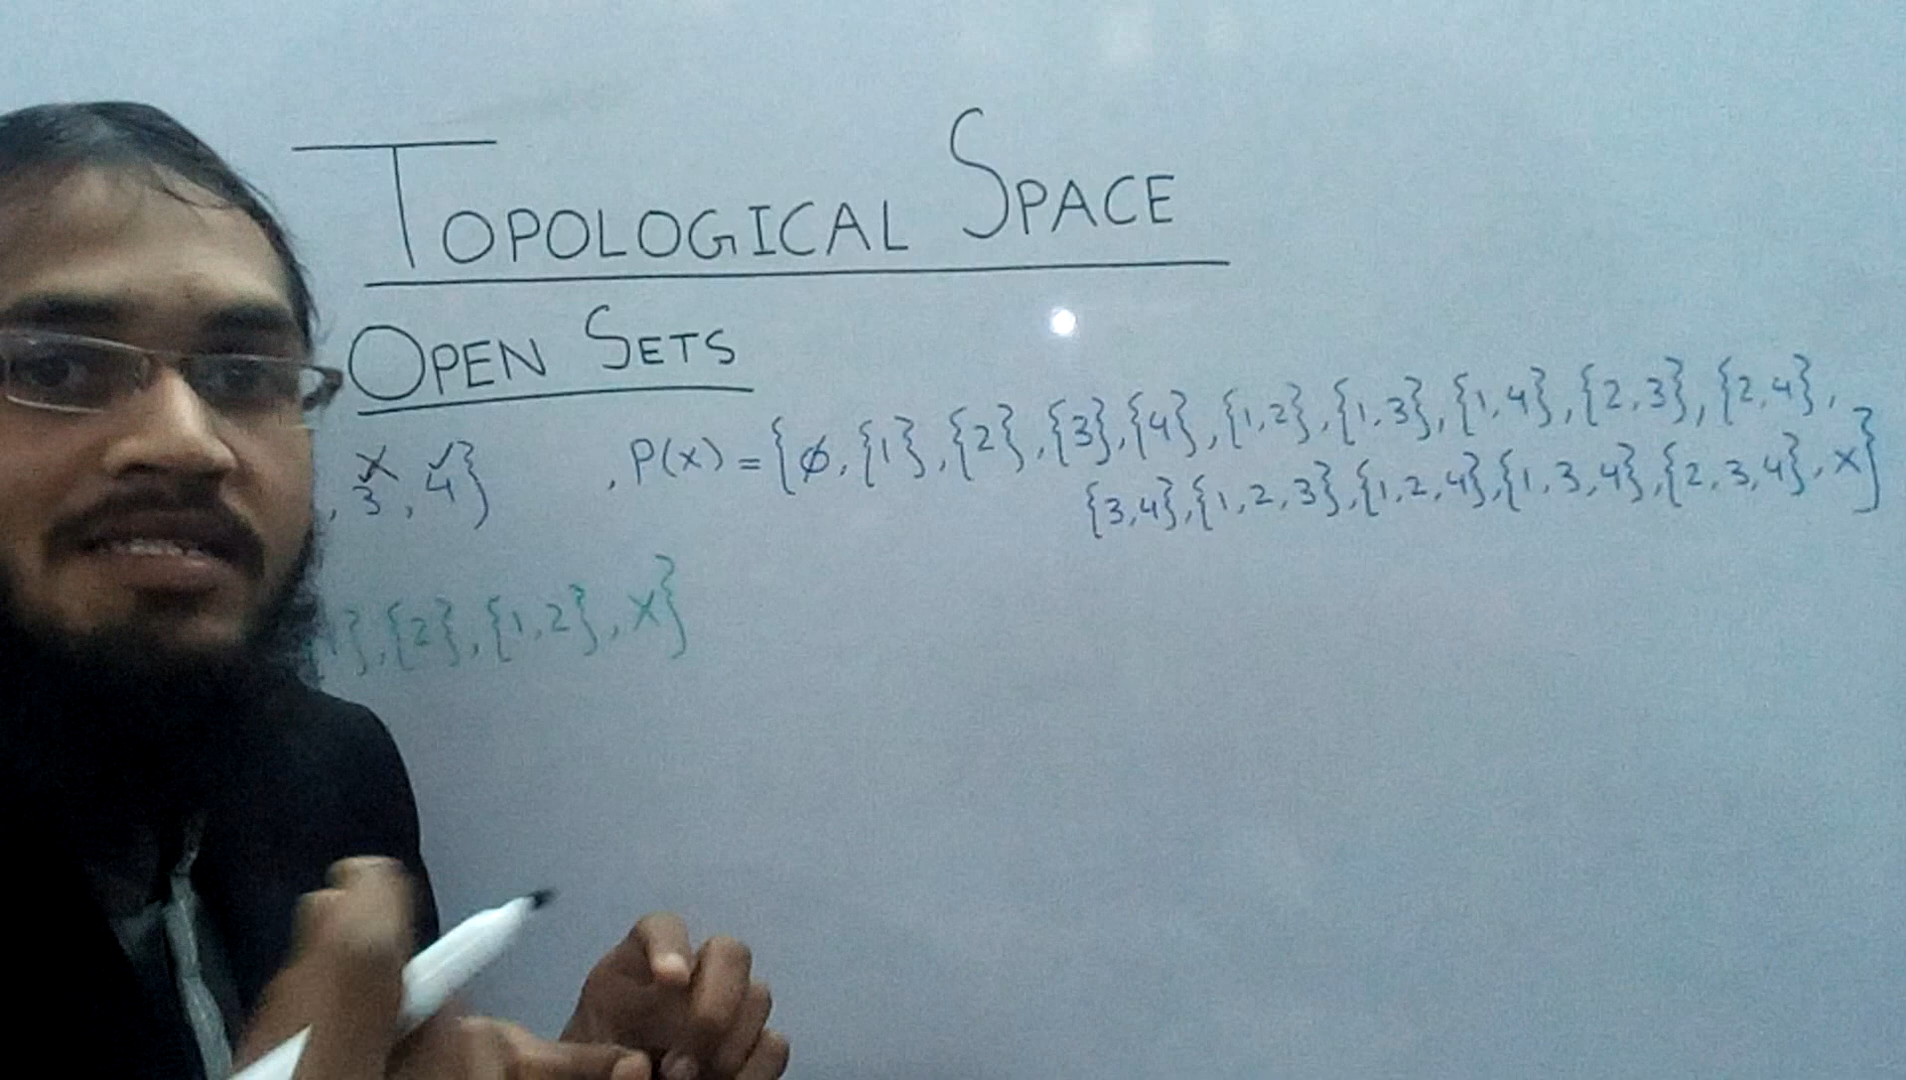 TOPOLOGICAL SPACE
OPEN SETS
, 3, 4} , P(X) = {φ, {1}, {2}, {3}, {4}, {1,2}, {1,3}, {1,4}, {2,3}, {2,4},
{3,4}, {1,2,3}, {1,2,4}, {1,3,4}, {2,3,4}, X}
{1}, {2}, {1,2}, X}